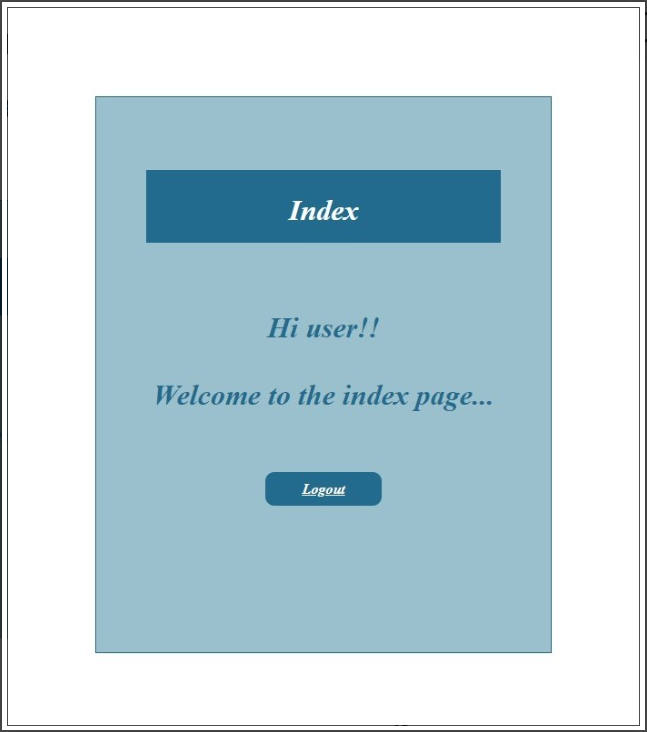 Index
Hi user!!
Welcome to the index page...
Logout